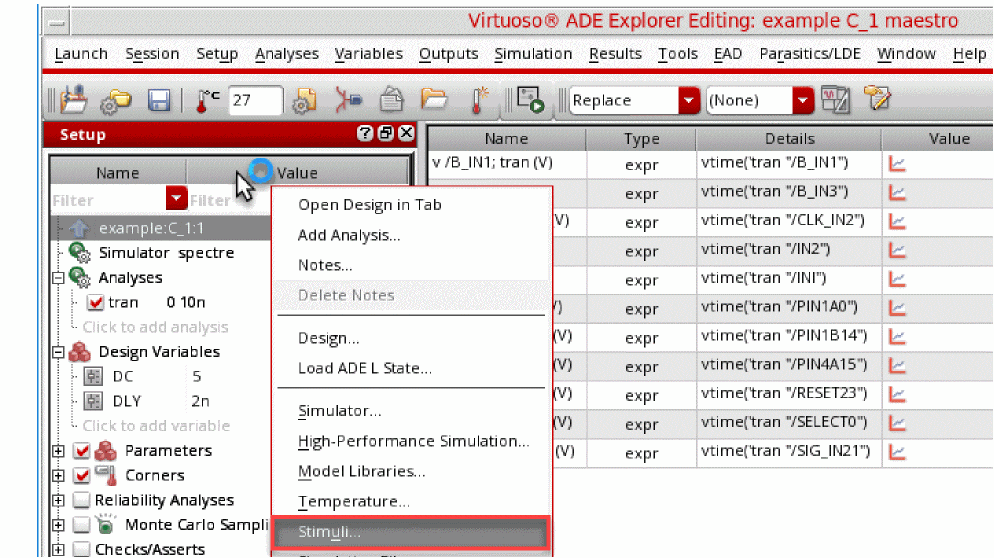 Virtuoso® ADE Explorer Editing: example C_1 maestro
Launch Session Setup Analyses Variables Outputs Simulation Results Tools EAD Parasitics/LDE Window Help
°C 27 Replace (None)
Setup
Name Value
Filter Filter
example:C_1:1
Simulator spectre
Analyses
tran 0 10n
Click to add analysis
Design Variables
DC 5
DLY 2n
Click to add variable
Parameters
Corners
Reliability Analyses
Monte Carlo Sampli
Checks/Asserts
Open Design in Tab
Add Analysis...
Notes...
Delete Notes
Design...
Load ADE L State...
Simulator...
High-Performance Simulation...
Model Libraries...
Temperature...
Stimuli...
Name Type Details Value
v /B_IN1; tran (V) expr vtime('tran "/B_IN1")
expr vtime('tran "/B_IN3")
V) expr vtime('tran "/CLK_IN2")
expr vtime('tran "/IN2")
expr vtime('tran "/INI")
/) expr vtime('tran "/PIN1A0")
(V) expr vtime('tran "/PIN1B14")
(V) expr vtime('tran "/PIN4A15")
(V) expr vtime('tran "/RESET23")
(V) expr vtime('tran "/SELECT0")
(V) expr vtime('tran "/SIG_IN21")